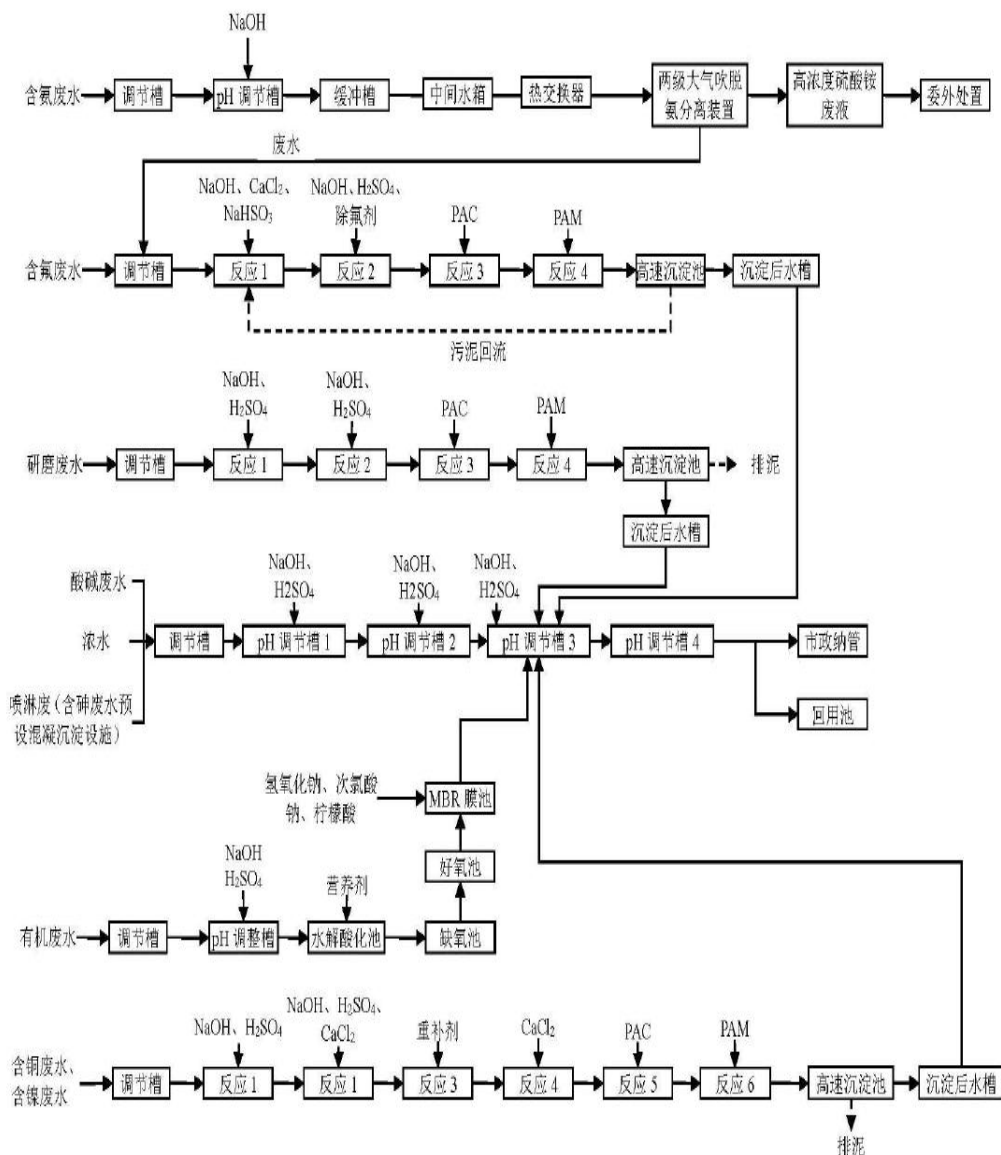 NaOH
含氨废水
调节槽
pH 调节槽
缓冲槽
中间水箱
热交换器
两级大气吹脱
氨分离装置
高浓度硫酸铵
废液
委外处置
废水
NaOH、CaCl₂、
NaHSO₃
NaOH、H₂SO₄、
除氟剂
PAC
PAM
含氟废水
调节槽
反应 1
反应 2
反应 3
反应 4
高速沉淀池
沉淀后水槽
污泥回流
NaOH、
H₂SO₄
NaOH、
H₂SO₄
PAC
PAM
研磨废水
调节槽
反应 1
反应 2
反应 3
反应 4
高速沉淀池
排泥
沉淀后水槽
酸碱废水
NaOH、
H2SO₄
NaOH、
H2SO₄
NaOH、
H2SO₄
浓水
调节槽
pH 调节槽 1
pH 调节槽 2
pH 调节槽 3
pH 调节槽 4
市政纳管
喷淋废（含砷废水预
设混凝沉淀设施）
回用池
氢氧化钠、次氯酸
钠、柠檬酸
MBR 膜池
好氧池
NaOH
H₂SO₄
营养剂
有机废水
调节槽
pH 调整槽
水解酸化池
缺氧池
NaOH、H₂SO₄
NaOH、H₂SO₄、
CaCl₂
重补剂
CaCl₂
PAC
PAM
含铜废水、
含镍废水
调节槽
反应 1
反应 1
反应 3
反应 4
反应 5
反应 6
高速沉淀池
沉淀后水槽
排泥